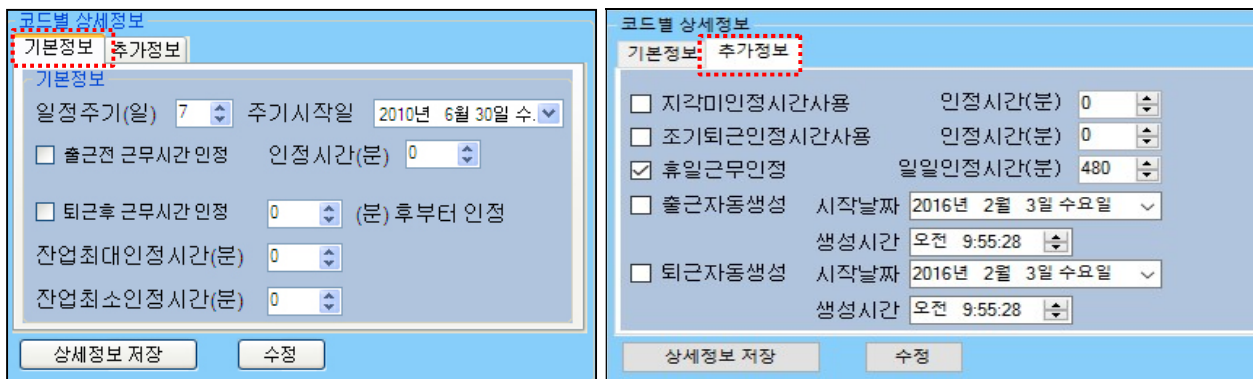 코드별 상세정보
기본정보 추가정보
기본정보
일정주기(일) 7 주기시작일 2010년 6월 30일 수.
출근전 근무시간 인정 인정시간(분) 0
퇴근후 근무시간 인정 0 (분) 후부터 인정
잔업최대인정시간(분) 0
잔업최소인정시간(분) 0
상세정보 저장 수정
코드별 상세정보
기본정보 추가정보
지각미인정시간사용 인정시간(분) 0
조기퇴근인정시간사용 인정시간(분) 0
휴일근무인정 일일인정시간(분) 480
출근자동생성 시작날짜 2016년 2월 3일 수요일
생성시간 오전 9:55:28
퇴근자동생성 시작날짜 2016년 2월 3일 수요일
생성시간 오전 9:55:28
상세정보 저장 수정